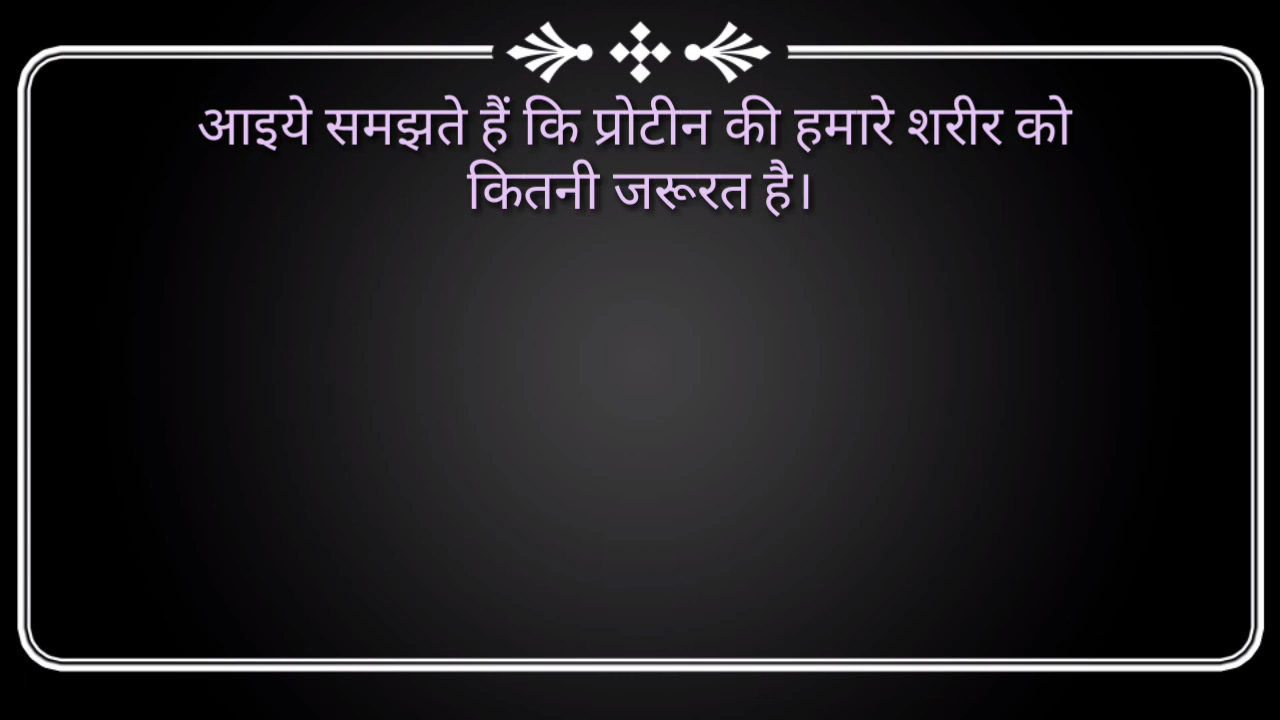 आइये समझते हैं कि प्रोटीन की हमारे शरीर को
कितनी जरूरत है।